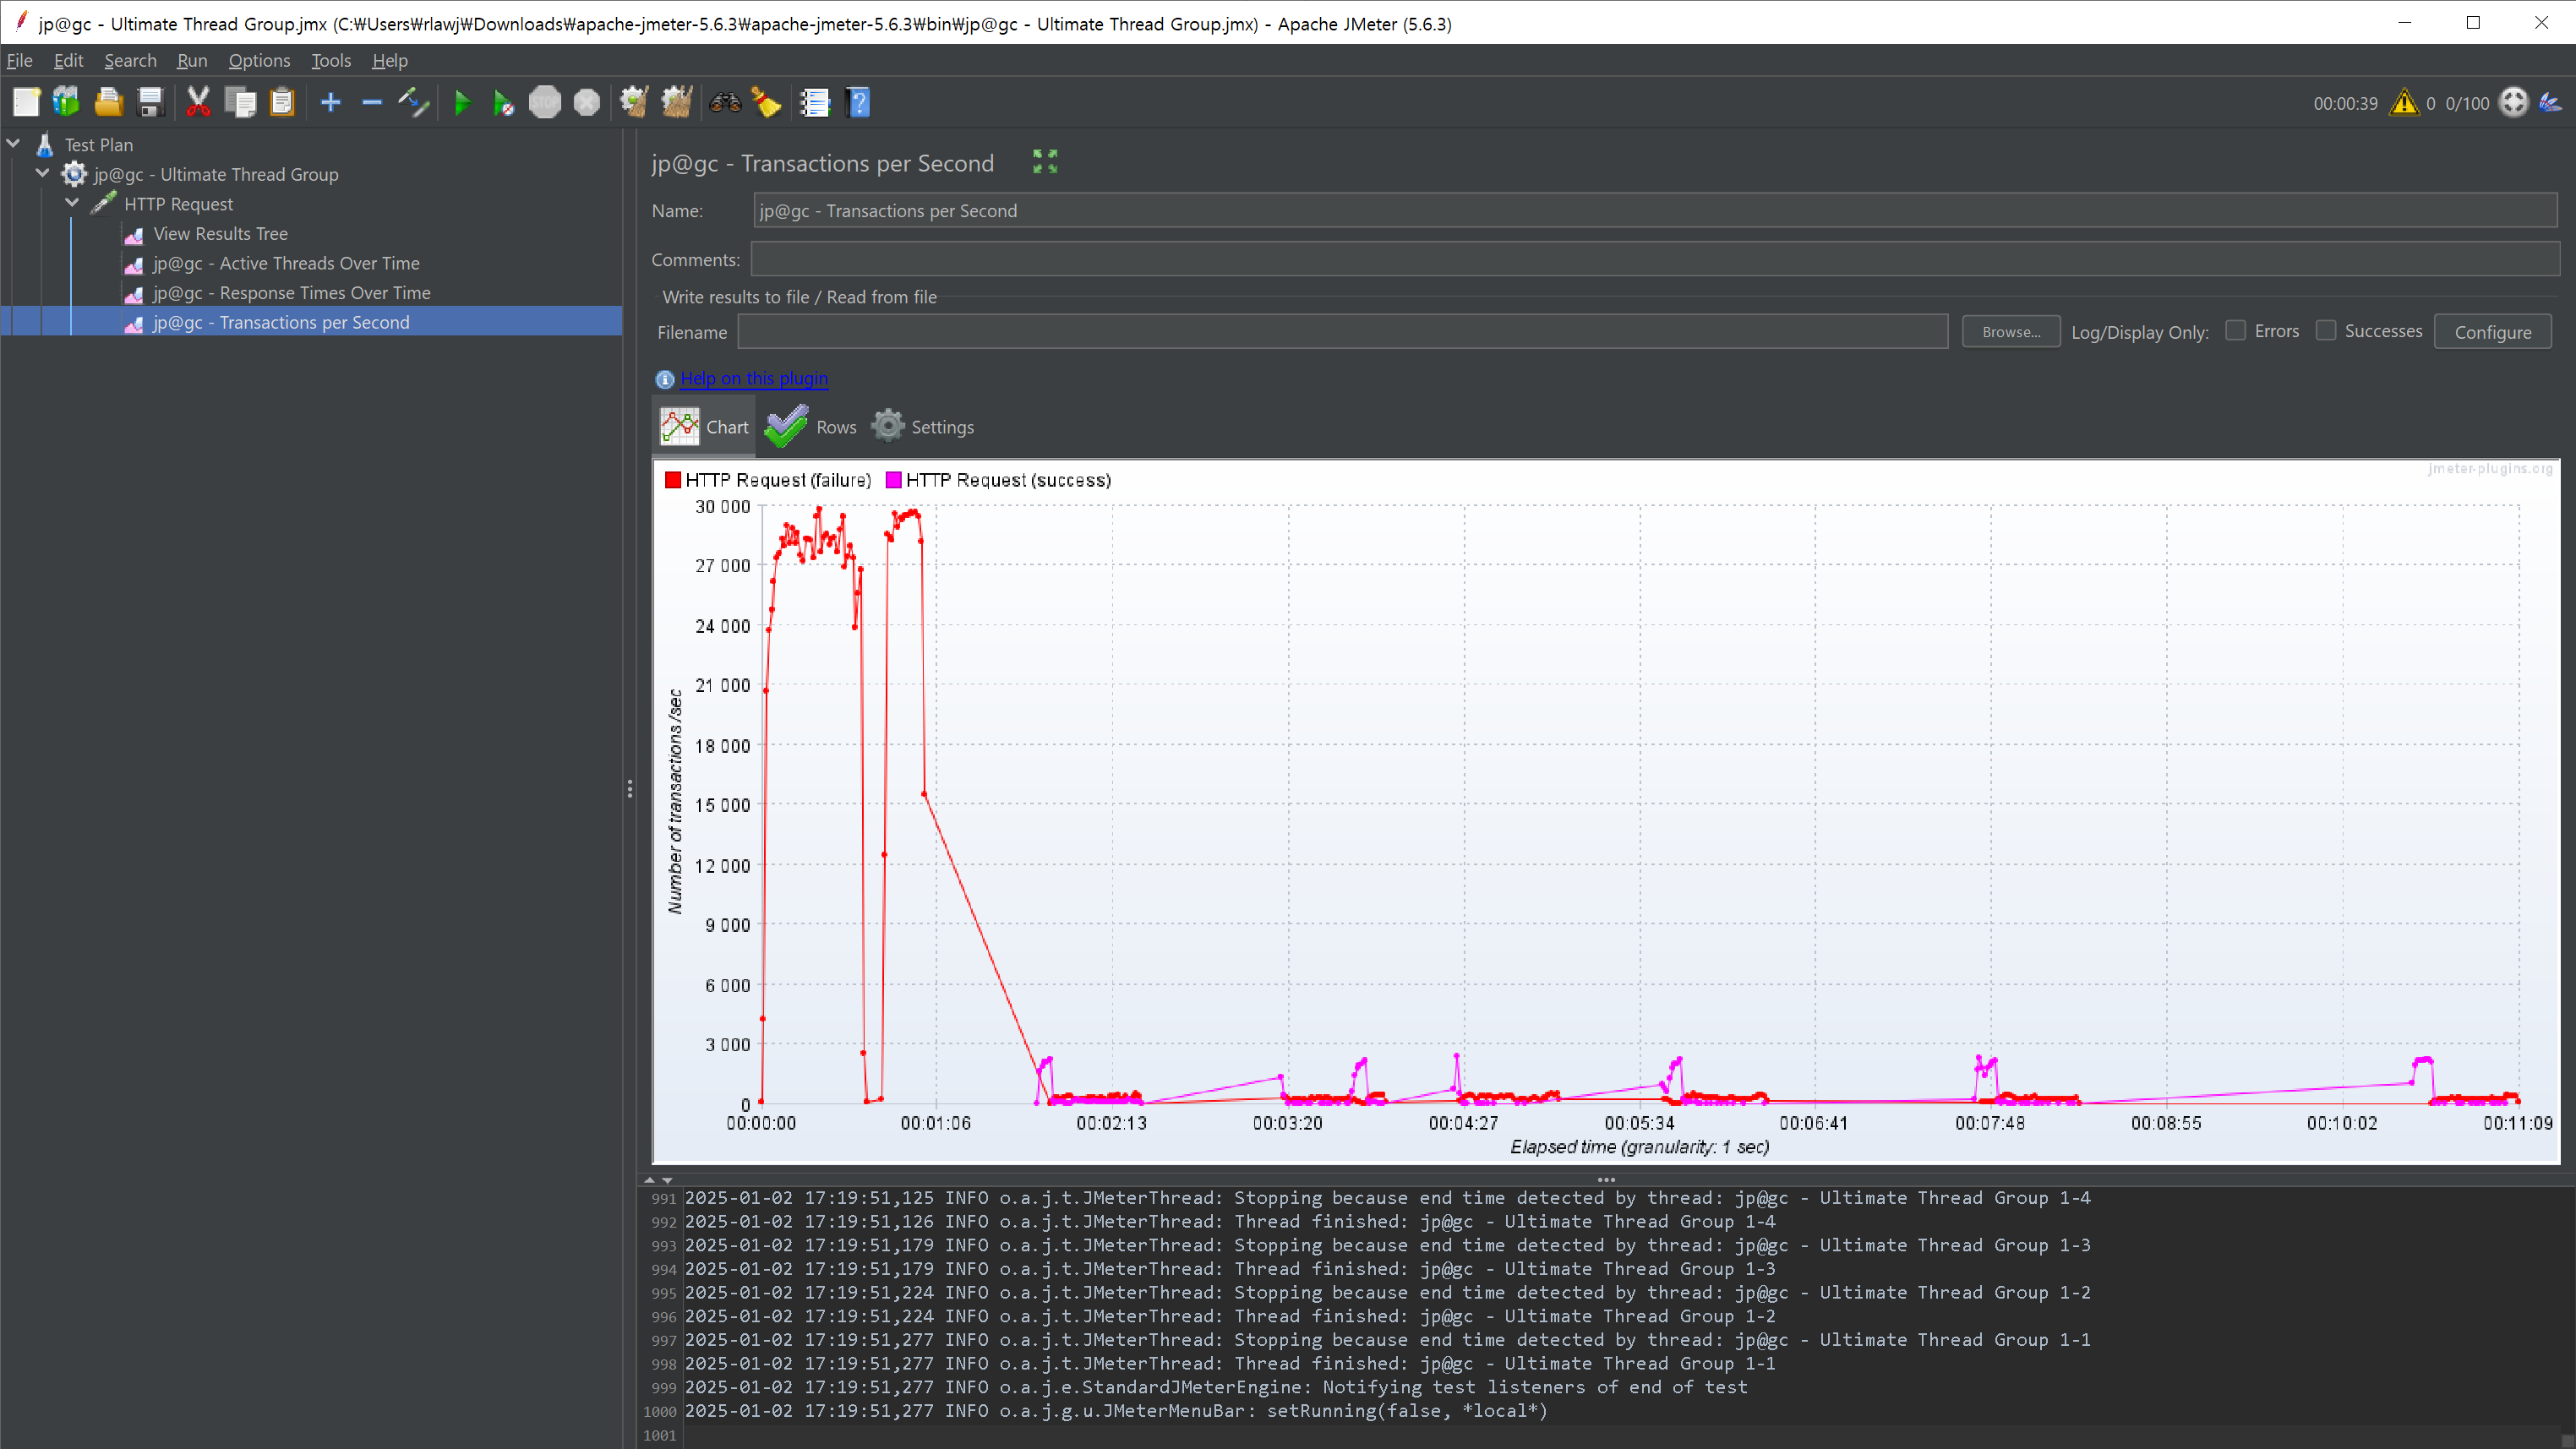 jp@gc - Ultimate Thread Group.jmx (C:₩Users₩rlawj₩Downloads₩apache-jmeter-5.6.3₩apache-jmeter-5.6.3₩bin₩jp@gc - Ultimate Thread Group.jmx) - Apache JMeter (5.6.3)
File Edit Search Run Options Tools Help
STOP
00:00:39 0 0/100
Test Plan
jp@gc - Ultimate Thread Group
HTTP Request
View Results Tree
jp@gc - Active Threads Over Time
jp@gc - Response Times Over Time
jp@gc - Transactions per Second
jp@gc - Transactions per Second
Name: jp@gc - Transactions per Second
Comments:
Write results to file / Read from file
Filename Browse... Log/Display Only: Errors Successes Configure
Help on this plugin
Chart Rows Settings
jmeter-plugins.org
HTTP Request (failure) HTTP Request (success)
30 000
27 000
24 000
21 000
18 000
15 000
12 000
9 000
6 000
3 000
0
Number of transactions /sec
00:00:00 00:01:06 00:02:13 00:03:20 00:04:27 00:05:34 00:06:41 00:07:48 00:08:55 00:10:02 00:11:09
Elapsed time (granularity: 1 sec)
991 2025-01-02 17:19:51,125 INFO o.a.j.t.JMeterThread: Stopping because end time detected by thread: jp@gc - Ultimate Thread Group 1-4
992 2025-01-02 17:19:51,126 INFO o.a.j.t.JMeterThread: Thread finished: jp@gc - Ultimate Thread Group 1-4
993 2025-01-02 17:19:51,179 INFO o.a.j.t.JMeterThread: Stopping because end time detected by thread: jp@gc - Ultimate Thread Group 1-3
994 2025-01-02 17:19:51,179 INFO o.a.j.t.JMeterThread: Thread finished: jp@gc - Ultimate Thread Group 1-3
995 2025-01-02 17:19:51,224 INFO o.a.j.t.JMeterThread: Stopping because end time detected by thread: jp@gc - Ultimate Thread Group 1-2
996 2025-01-02 17:19:51,224 INFO o.a.j.t.JMeterThread: Thread finished: jp@gc - Ultimate Thread Group 1-2
997 2025-01-02 17:19:51,277 INFO o.a.j.t.JMeterThread: Stopping because end time detected by thread: jp@gc - Ultimate Thread Group 1-1
998 2025-01-02 17:19:51,277 INFO o.a.j.t.JMeterThread: Thread finished: jp@gc - Ultimate Thread Group 1-1
999 2025-01-02 17:19:51,277 INFO o.a.j.e.StandardJMeterEngine: Notifying test listeners of end of test
1000 2025-01-02 17:19:51,277 INFO o.a.j.g.u.JMeterMenuBar: setRunning(false, *local*)
1001